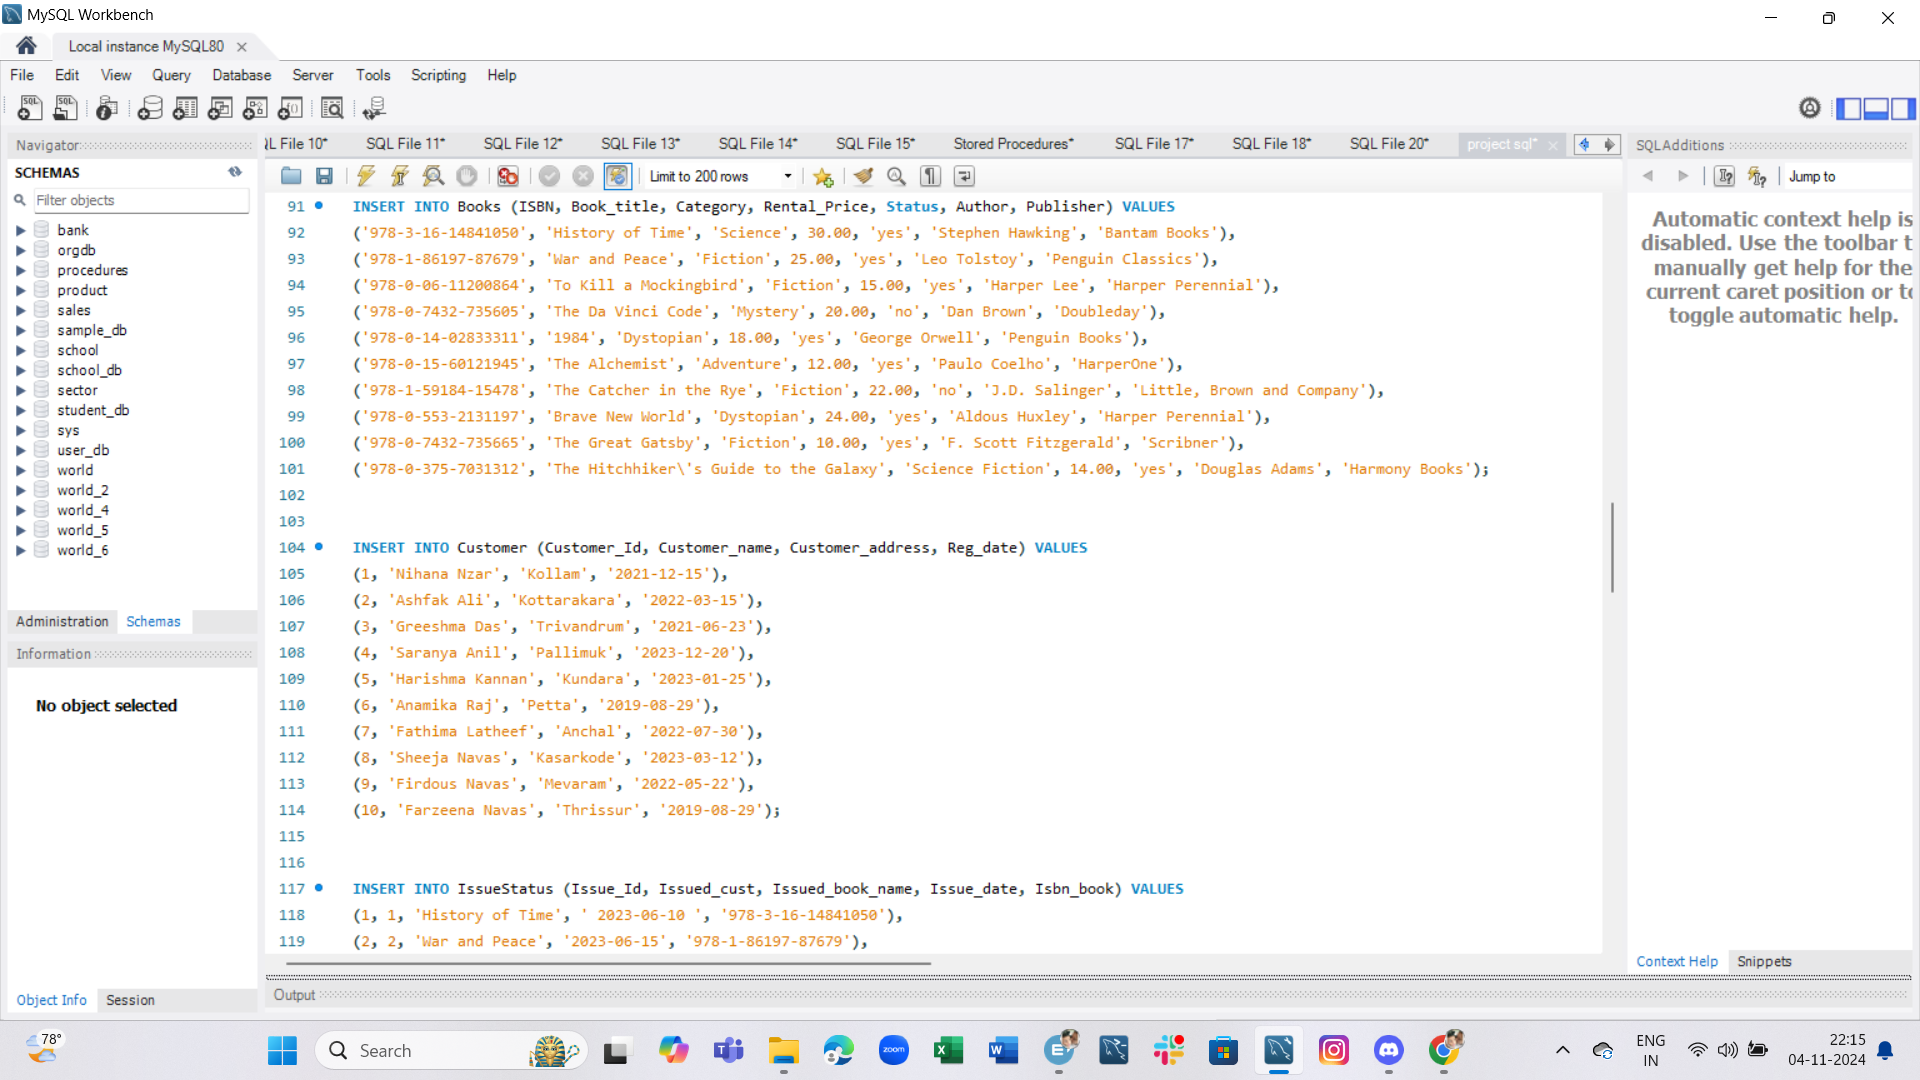 MySQL Workbench
Local instance MySQL80
File Edit View Query Database Server Tools Scripting Help
Navigator
SCHEMAS
Filter objects
bank
orgdb
procedures
product
sales
sample_db
school
school_db
sector
student_db
sys
user_db
world
world_2
world_4
world_5
world_6
Administration Schemas
Information
No object selected
Object Info Session
L File 10* SQL File 11* SQL File 12* SQL File 13* SQL File 14* SQL File 15* Stored Procedures* SQL File 17* SQL File 18* SQL File 20* project sql*
Limit to 200 rows
91 INSERT INTO Books (ISBN, Book_title, Category, Rental_Price, Status, Author, Publisher) VALUES
92 ('978-3-16-14841050', 'History of Time', 'Science', 30.00, 'yes', 'Stephen Hawking', 'Bantam Books'),
93 ('978-1-86197-87679', 'War and Peace', 'Fiction', 25.00, 'yes', 'Leo Tolstoy', 'Penguin Classics'),
94 ('978-0-06-11200864', 'To Kill a Mockingbird', 'Fiction', 15.00, 'yes', 'Harper Lee', 'Harper Perennial'),
95 ('978-0-7432-735605', 'The Da Vinci Code', 'Mystery', 20.00, 'no', 'Dan Brown', 'Doubleday'),
96 ('978-0-14-02833311', '1984', 'Dystopian', 18.00, 'yes', 'George Orwell', 'Penguin Books'),
97 ('978-0-15-60121945', 'The Alchemist', 'Adventure', 12.00, 'yes', 'Paulo Coelho', 'HarperOne'),
98 ('978-1-59184-15478', 'The Catcher in the Rye', 'Fiction', 22.00, 'no', 'J.D. Salinger', 'Little, Brown and Company'),
99 ('978-0-553-2131197', 'Brave New World', 'Dystopian', 24.00, 'yes', 'Aldous Huxley', 'Harper Perennial'),
100 ('978-0-7432-735665', 'The Great Gatsby', 'Fiction', 10.00, 'yes', 'F. Scott Fitzgerald', 'Scribner'),
101 ('978-0-375-7031312', 'The Hitchhiker\'s Guide to the Galaxy', 'Science Fiction', 14.00, 'yes', 'Douglas Adams', 'Harmony Books');
102
103
104 INSERT INTO Customer (Customer_Id, Customer_name, Customer_address, Reg_date) VALUES
105 (1, 'Nihana Nzar', 'Kollam', '2021-12-15'),
106 (2, 'Ashfak Ali', 'Kottarakara', '2022-03-15'),
107 (3, 'Greeshma Das', 'Trivandrum', '2021-06-23'),
108 (4, 'Saranya Anil', 'Pallimuk', '2023-12-20'),
109 (5, 'Harishma Kannan', 'Kundara', '2023-01-25'),
110 (6, 'Anamika Raj', 'Petta', '2019-08-29'),
111 (7, 'Fathima Latheef', 'Anchal', '2022-07-30'),
112 (8, 'Sheeja Navas', 'Kasarkode', '2023-03-12'),
113 (9, 'Firdous Navas', 'Mevaram', '2022-05-22'),
114 (10, 'Farzeena Navas', 'Thrissur', '2019-08-29');
115
116
117 INSERT INTO IssueStatus (Issue_Id, Issued_cust, Issued_book_name, Issue_date, Isbn_book) VALUES
118 (1, 1, 'History of Time', ' 2023-06-10 ', '978-3-16-14841050'),
119 (2, 2, 'War and Peace', '2023-06-15', '978-1-86197-87679'),
Output
SQLAdditions
Jump to
Automatic context help is
disabled. Use the toolbar t
manually get help for the
current caret position or to
toggle automatic help.
Context Help Snippets
78°
Search
zoom
ENG
IN
22:15
04-11-2024